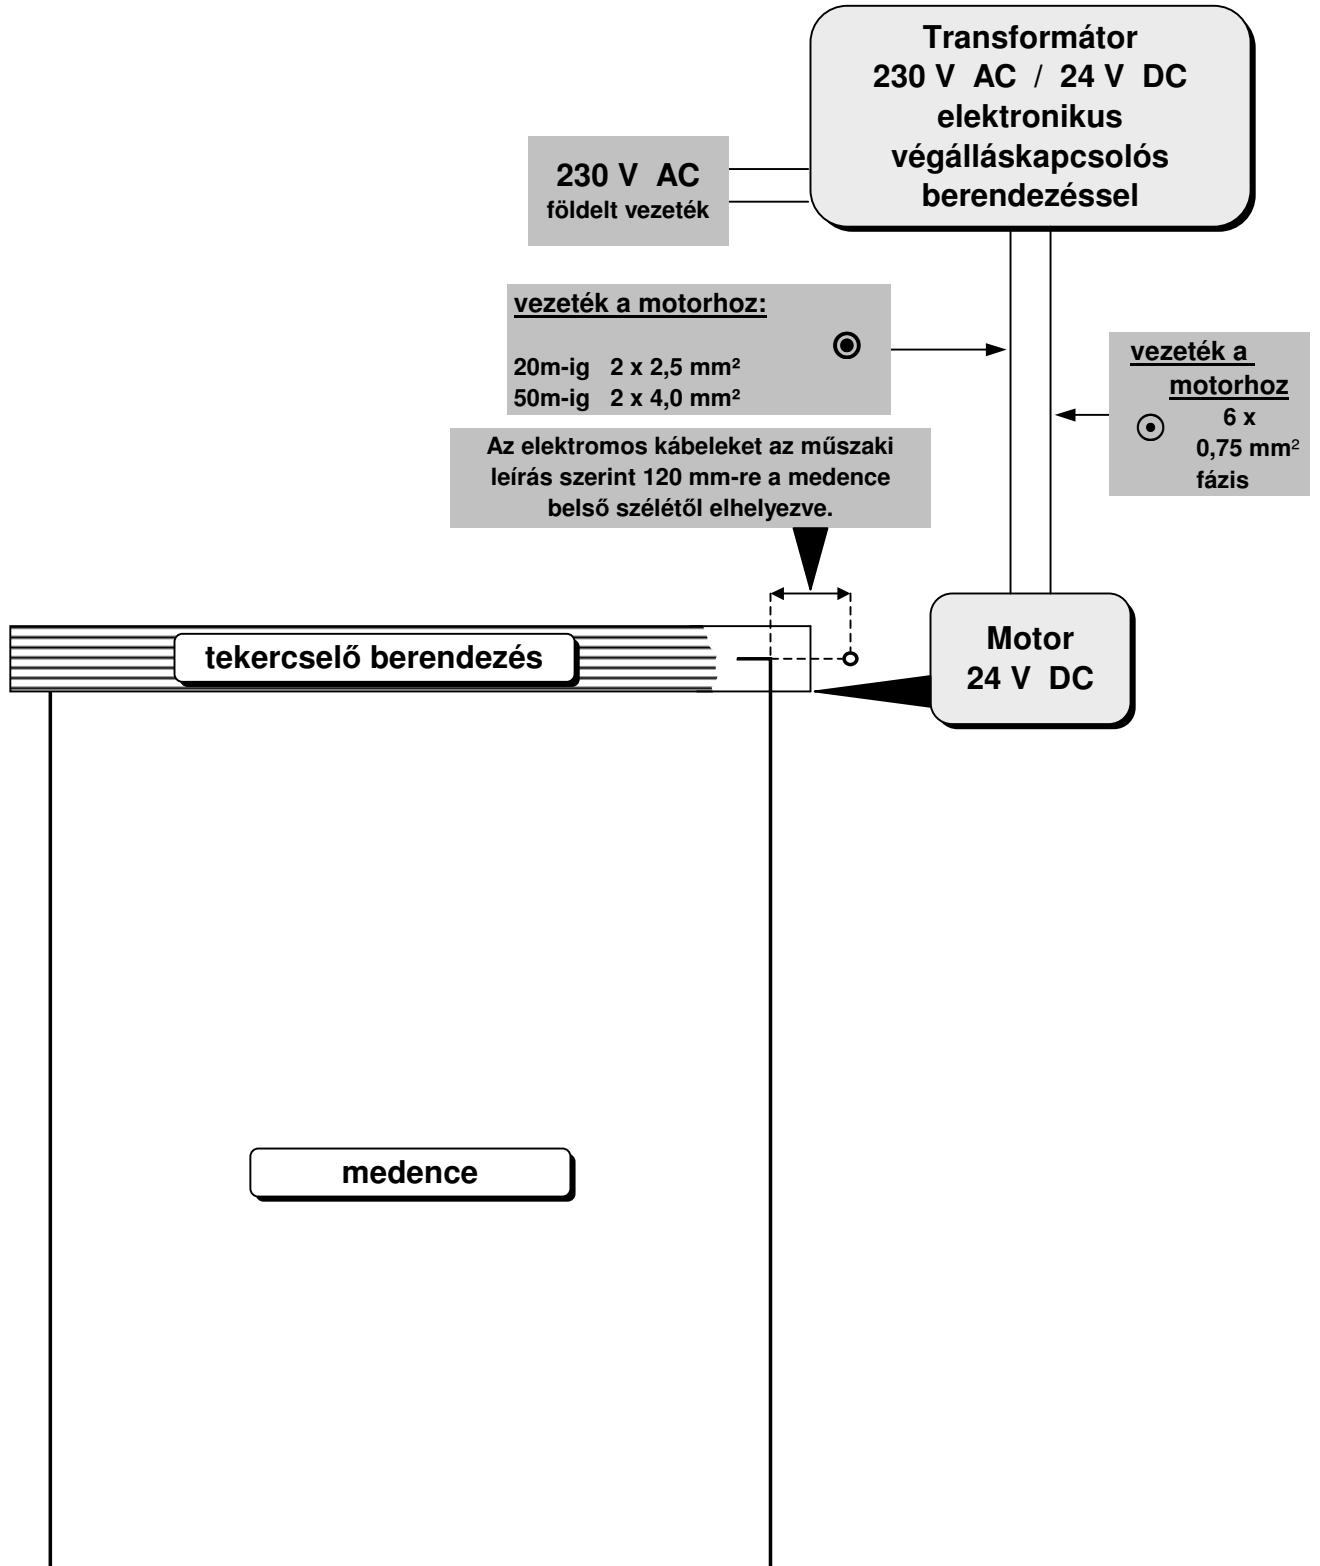 Transformátor
230 V AC / 24 V DC
elektronikus
végálláskapcsolós
berendezéssel
230 V AC
földelt vezeték
vezeték a motorhoz:
20m-ig 2 x 2,5 mm²
50m-ig 2 x 4,0 mm²
vezeték a
motorhoz
6 x
0,75 mm²
fázis
Az elektromos kábeleket az műszaki
leírás szerint 120 mm-re a medence
belső szélétől elhelyezve.
tekercselő berendezés
Motor
24 V DC
medence